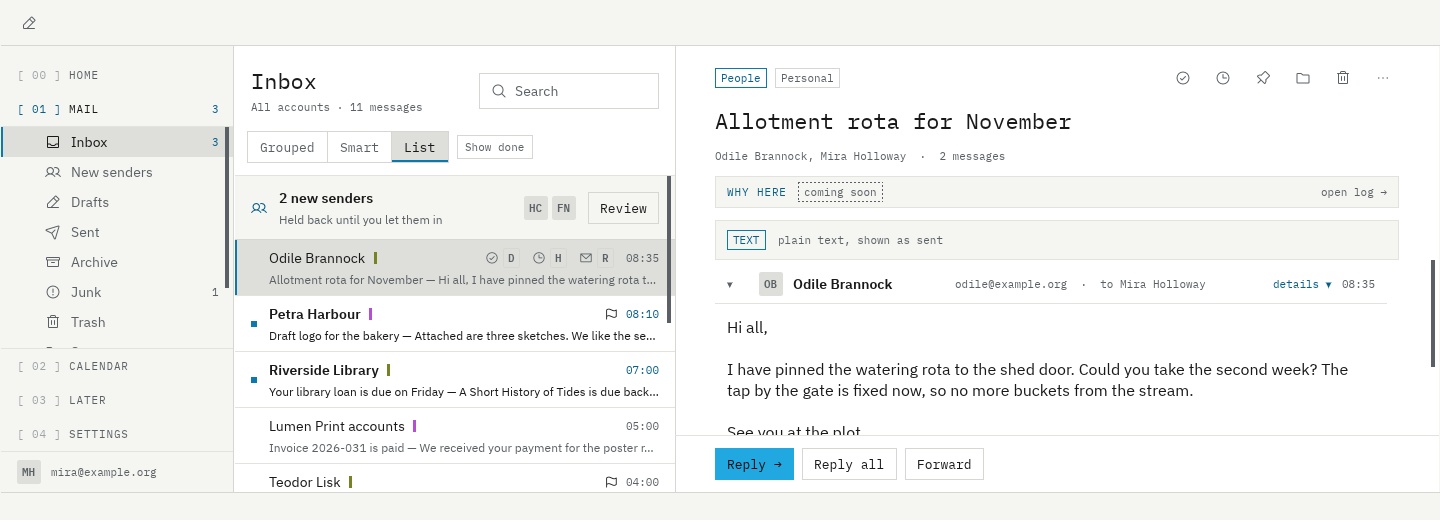 [ 00 ] HOME
[ 01 ] MAIL 3
Inbox 3
New senders
Drafts
Sent
Archive
Junk 1
Trash
[ 02 ] CALENDAR
[ 03 ] LATER
[ 04 ] SETTINGS
MH mira@example.org
Inbox
All accounts · 11 messages
Search
Grouped Smart List Show done
2 new senders
Held back until you let them in
HC FN Review
Odile Brannock D H R 08:35
Allotment rota for November — Hi all, I have pinned the watering rota t…
Petra Harbour 08:10
Draft logo for the bakery — Attached are three sketches. We like the se…
Riverside Library 07:00
Your library loan is due on Friday — A Short History of Tides is due back…
Lumen Print accounts 05:00
Invoice 2026-031 is paid — We received your payment for the poster r…
Teodor Lisk 04:00
People Personal
Allotment rota for November
Odile Brannock, Mira Holloway · 2 messages
WHY HERE coming soon open log →
TEXT plain text, shown as sent
▾ OB Odile Brannock odile@example.org · to Mira Holloway details ▾ 08:35
Hi all,
I have pinned the watering rota to the shed door. Could you take the second week? The
tap by the gate is fixed now, so no more buckets from the stream.
See you at the plot
Reply → Reply all Forward